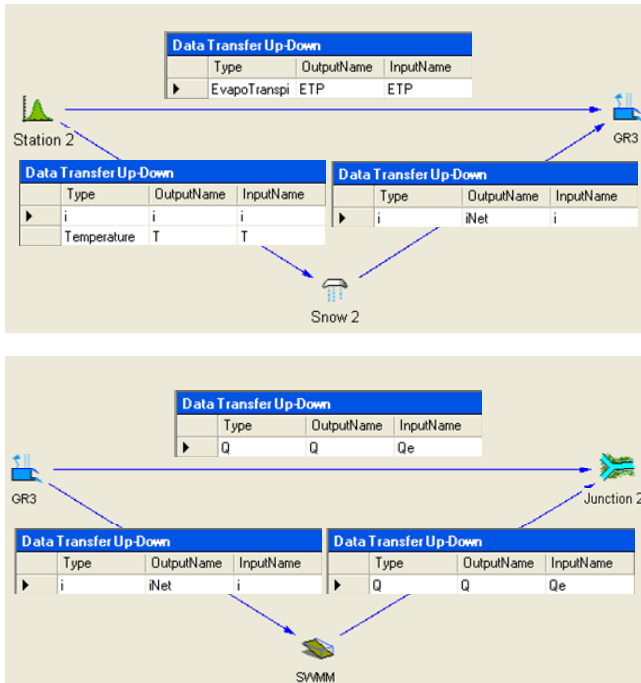 Data Transfer Up-Down
Type OutputName InputName
EvapoTranspi ETP ETP
Station 2
GR3
Data Transfer Up-Down
Type OutputName InputName
i i i
Temperature T T
Data Transfer Up-Down
Type OutputName InputName
i iNet i
Snow 2
Data Transfer Up-Down
Type OutputName InputName
Q Q Qe
GR3
Junction 2
Data Transfer Up-Down
Type OutputName InputName
i iNet i
Data Transfer Up-Down
Type OutputName InputName
Q Q Qe
SWMM